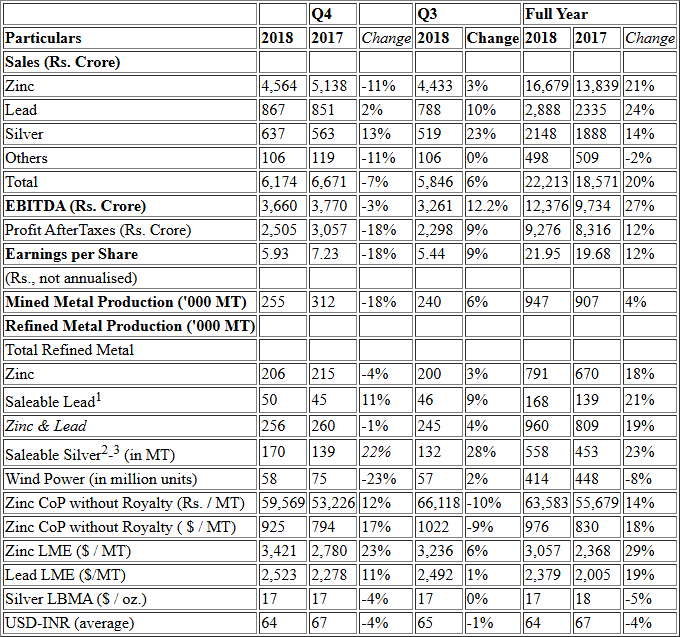 Q4 Q3 Full Year
Particulars 2018 2017 Change 2018 Change 2018 2017 Change
Sales (Rs. Crore)
Zinc 4,564 5,138 -11% 4,433 3% 16,679 13,839 21%
Lead 867 851 2% 788 10% 2,888 2335 24%
Silver 637 563 13% 519 23% 2148 1888 14%
Others 106 119 -11% 106 0% 498 509 -2%
Total 6,174 6,671 -7% 5,846 6% 22,213 18,571 20%
EBITDA (Rs. Crore) 3,660 3,770 -3% 3,261 12.2% 12,376 9,734 27%
Profit AfterTaxes (Rs. Crore) 2,505 3,057 -18% 2,298 9% 9,276 8,316 12%
Earnings per Share 5.93 7.23 -18% 5.44 9% 21.95 19.68 12%
(Rs., not annualised)
Mined Metal Production ('000 MT) 255 312 -18% 240 6% 947 907 4%
Refined Metal Production ('000 MT)
Total Refined Metal
Zinc 206 215 -4% 200 3% 791 670 18%
Saleable Lead1 50 45 11% 46 9% 168 139 21%
Zinc & Lead 256 260 -1% 245 4% 960 809 19%
Saleable Silver2-3 (in MT) 170 139 22% 132 28% 558 453 23%
Wind Power (in million units) 58 75 -23% 57 2% 414 448 -8%
Zinc CoP without Royalty (Rs. / MT) 59,569 53,226 12% 66,118 -10% 63,583 55,679 14%
Zinc CoP without Royalty ( $ / MT) 925 794 17% 1022 -9% 976 830 18%
Zinc LME ($ / MT) 3,421 2,780 23% 3,236 6% 3,057 2,368 29%
Lead LME ($/MT) 2,523 2,278 11% 2,492 1% 2,379 2,005 19%
Silver LBMA ($ / oz.) 17 17 -4% 17 0% 17 18 -5%
USD-INR (average) 64 67 -4% 65 -1% 64 67 -4%